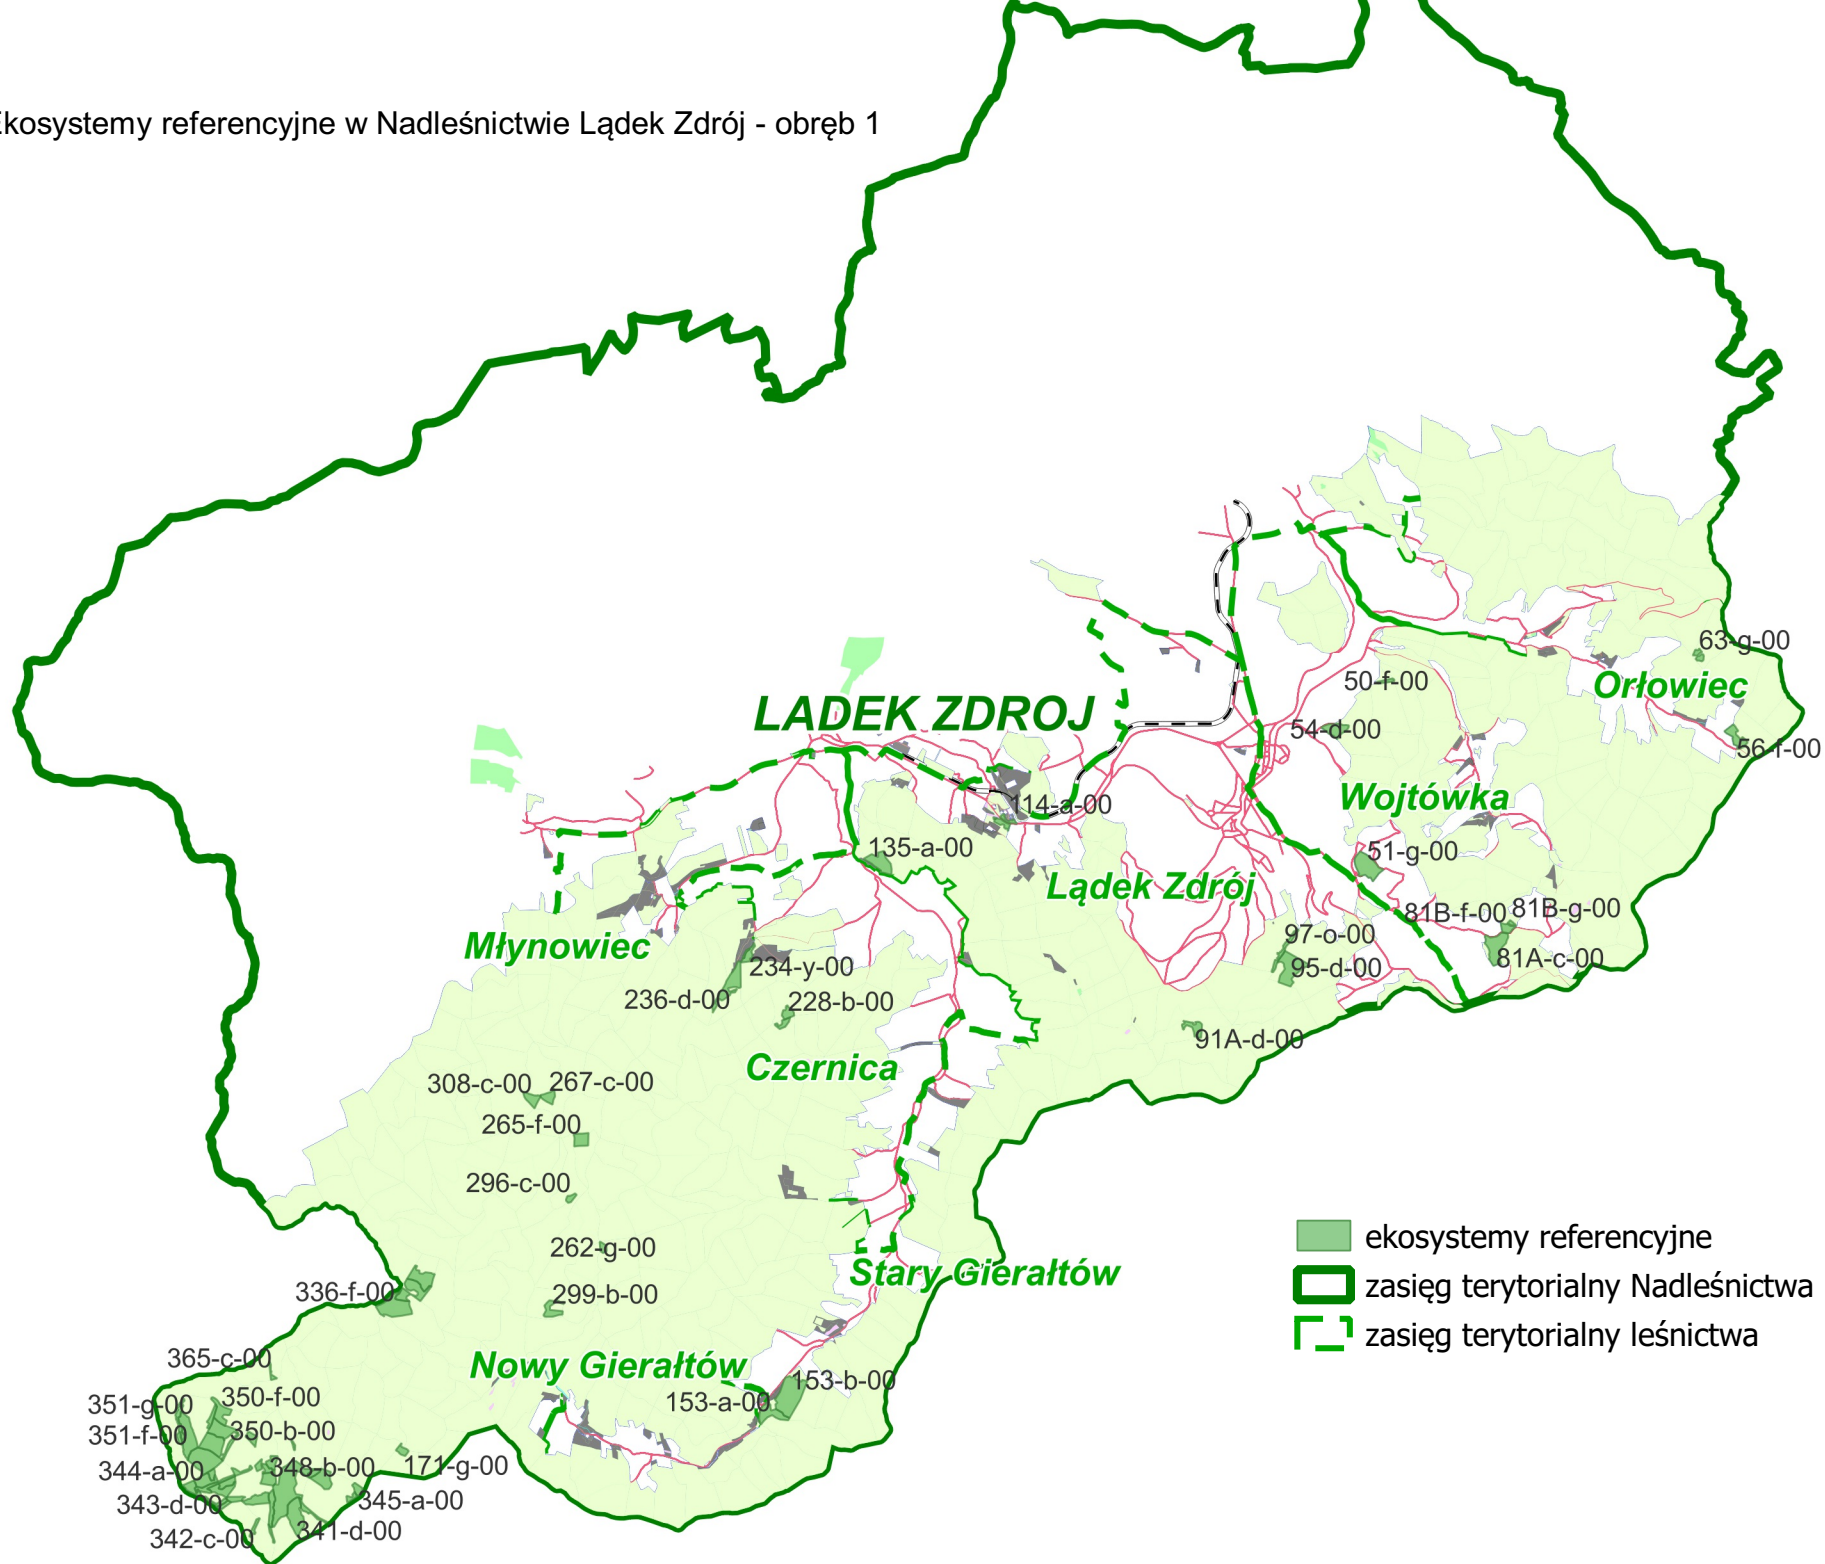 Ekosystemy referencyjne w Nadleśnictwie Lądek Zdrój - obręb 1
63-g-00
50-f-00
Orłowiec
LADEK ZDROJ
54-d-00
56-f-00
Wojtówka
114-a-00
135-a-00
51-g-00
Lądek Zdrój
81B-f-00
81B-g-00
Młynowiec
97-o-00
234-y-00
95-d-00
81A-c-00
236-d-00
228-b-00
91A-d-00
Czernica
308-c-00
267-c-00
265-f-00
296-c-00
262-g-00
ekosystemy referencyjne
Stary Gierałtów
zasięg terytorialny Nadleśnictwa
336-f-00
299-b-00
zasięg terytorialny leśnictwa
365-c-00
Nowy Gierałtów
153-b-00
350-f-00
351-g-00
153-a-00
350-b-00
351-f-00
344-a-00
348-b-00
171-g-00
343-d-00
345-a-00
342-c-00
341-d-00